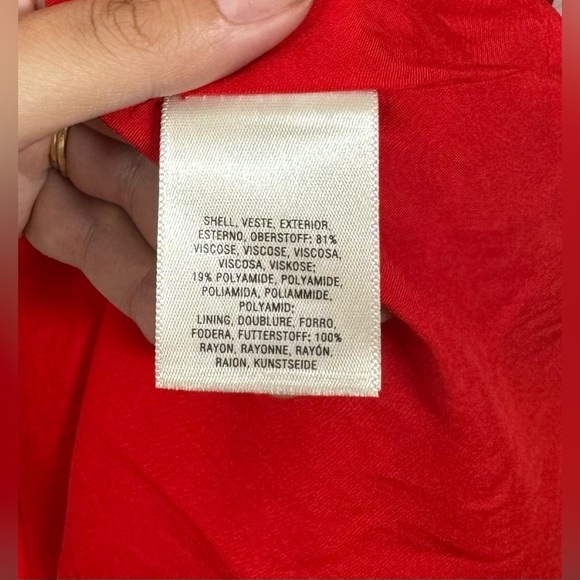 SHELL, VESTE, EXTERIOR,
ESTERNO, OBERSTOFF: 81%
VISCOSE, VISCOSE, VISCOSA,
VISCOSA, VISKOSE;
19% POLYAMIDE, POLYAMIDE,
POLIAMIDA, POLIAMMIDE,
POLYAMID;
LINING, DOUBLURE, FORRO,
FODERA, FUTTERSTOFF: 100%
RAYON, RAYONNE, RAYÓN,
RAION, KUNSTSEIDE